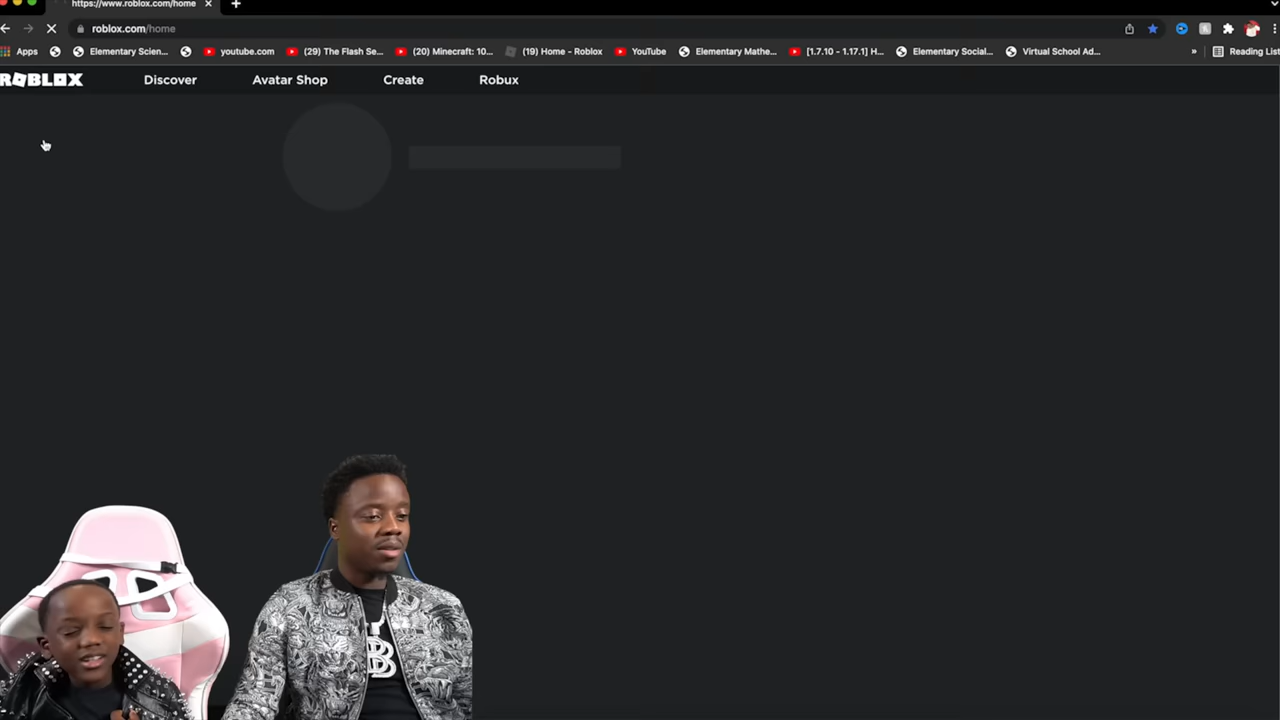 https://www.roblox.com/home
roblox.com/home
Apps
Elementary Scien...
youtube.com
(29) The Flash Se...
(20) Minecraft: 10...
(19) Home - Roblox
YouTube
Elementary Mathe...
[1.7.10 - 1.17.1] H...
Elementary Social...
Virtual School Ad...
»
Reading List
ROBLOX
Discover
Avatar Shop
Create
Robux
B